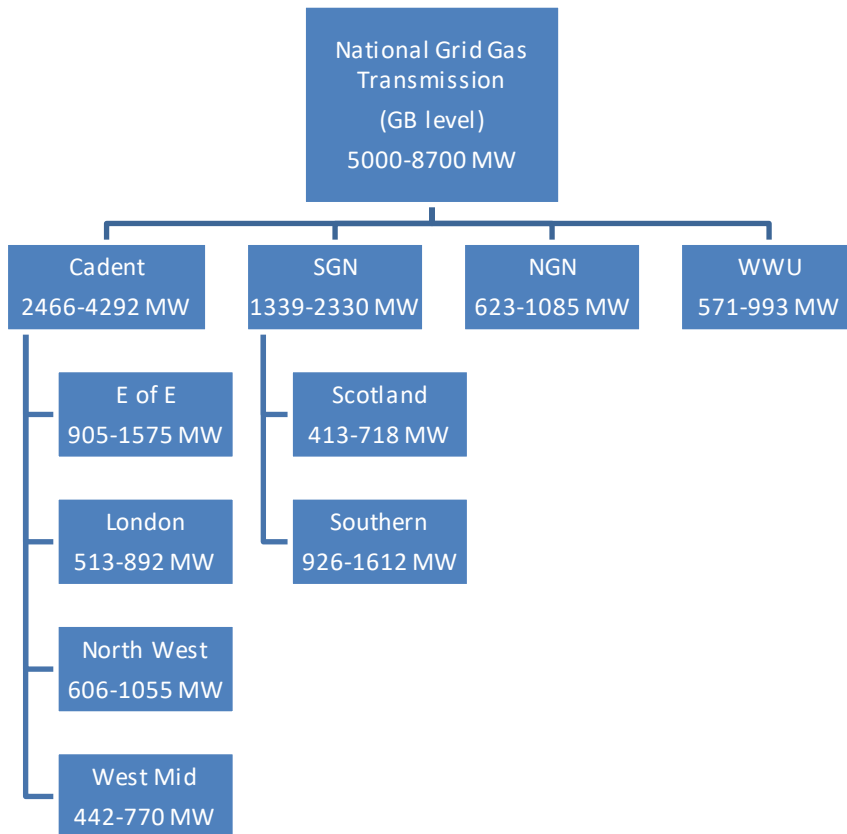 National Grid Gas
Transmission
(GB level)
5000-8700 MW
Cadent
2466-4292 MW
SGN
1339-2330 MW
NGN
623-1085 MW
WWU
571-993 MW
E of E
905-1575 MW
Scotland
413-718 MW
London
513-892 MW
Southern
926-1612 MW
North West
606-1055 MW
West Mid
442-770 MW